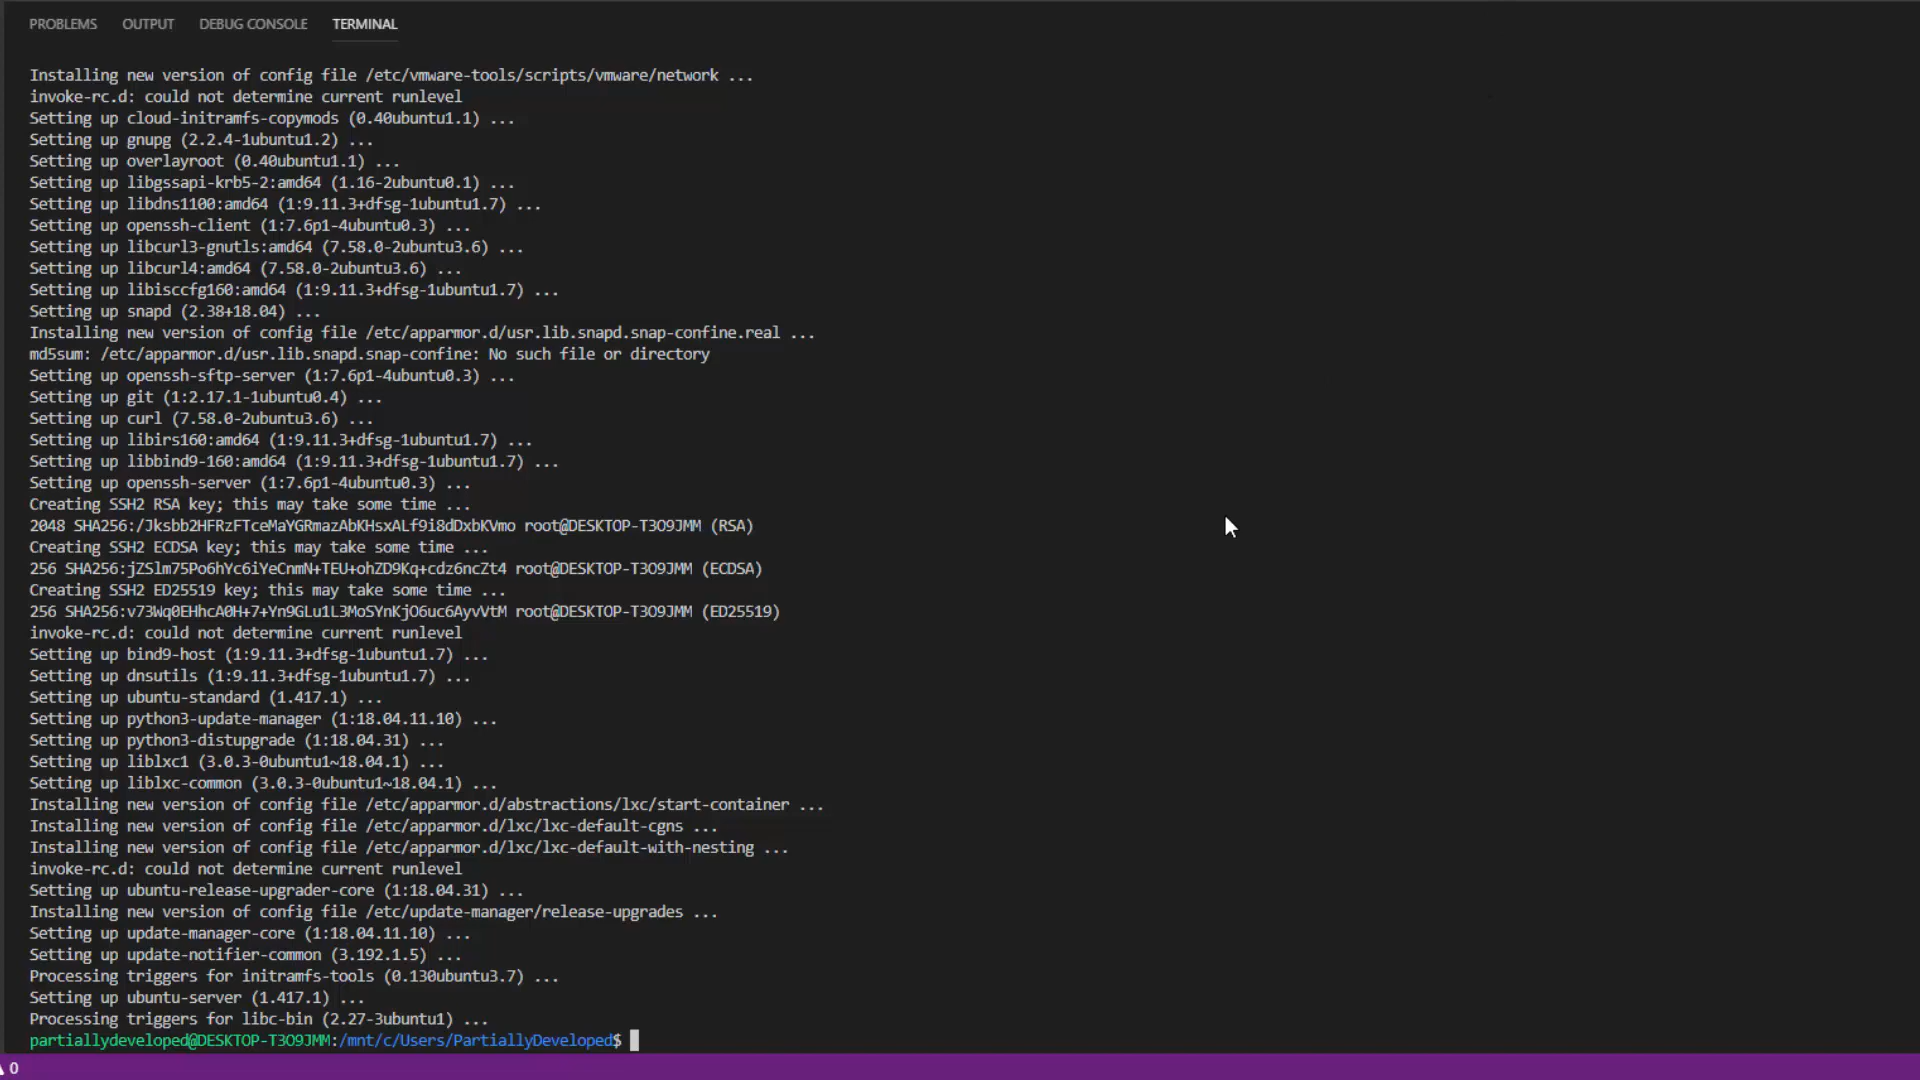 PROBLEMS OUTPUT DEBUG CONSOLE TERMINAL
Installing new version of config file /etc/vmware-tools/scripts/vmware/network ...
invoke-rc.d: could not determine current runlevel
Setting up cloud-initramfs-copymods (0.40ubuntu1.1) ...
Setting up gnupg (2.2.4-1ubuntu1.2) ...
Setting up overlayroot (0.40ubuntu1.1) ...
Setting up libgssapi-krb5-2:amd64 (1.16-2ubuntu0.1) ...
Setting up libdns1100:amd64 (1:9.11.3+dfsg-1ubuntu1.7) ...
Setting up openssh-client (1:7.6p1-4ubuntu0.3) ...
Setting up libcurl3-gnutls:amd64 (7.58.0-2ubuntu3.6) ...
Setting up libcurl4:amd64 (7.58.0-2ubuntu3.6) ...
Setting up libisccfg160:amd64 (1:9.11.3+dfsg-1ubuntu1.7) ...
Setting up snapd (2.38+18.04) ...
Installing new version of config file /etc/apparmor.d/usr.lib.snapd.snap-confine.real ...
md5sum: /etc/apparmor.d/usr.lib.snapd.snap-confine: No such file or directory
Setting up openssh-sftp-server (1:7.6p1-4ubuntu0.3) ...
Setting up git (1:2.17.1-1ubuntu0.4) ...
Setting up curl (7.58.0-2ubuntu3.6) ...
Setting up libirs160:amd64 (1:9.11.3+dfsg-1ubuntu1.7) ...
Setting up libbind9-160:amd64 (1:9.11.3+dfsg-1ubuntu1.7) ...
Setting up openssh-server (1:7.6p1-4ubuntu0.3) ...
Creating SSH2 RSA key; this may take some time ...
2048 SHA256:/Jksbb2HFRzFTceMaYGRmazAbKHsxALf9i8dDxbKVmo root@DESKTOP-T3O9JMM (RSA)
Creating SSH2 ECDSA key; this may take some time ...
256 SHA256:jZSlm75Po6hYc6iYeCnmN+TEU+ohZD9Kq+cdz6ncZt4 root@DESKTOP-T3O9JMM (ECDSA)
Creating SSH2 ED25519 key; this may take some time ...
256 SHA256:v73Wq0EHhcA0H+7+Yn9GLu1L3MoSYnKjO6uc6AyvVtM root@DESKTOP-T3O9JMM (ED25519)
invoke-rc.d: could not determine current runlevel
Setting up bind9-host (1:9.11.3+dfsg-1ubuntu1.7) ...
Setting up dnsutils (1:9.11.3+dfsg-1ubuntu1.7) ...
Setting up ubuntu-standard (1.417.1) ...
Setting up python3-update-manager (1:18.04.11.10) ...
Setting up python3-distupgrade (1:18.04.31) ...
Setting up liblxc1 (3.0.3-0ubuntu1~18.04.1) ...
Setting up liblxc-common (3.0.3-0ubuntu1~18.04.1) ...
Installing new version of config file /etc/apparmor.d/abstractions/lxc/start-container ...
Installing new version of config file /etc/apparmor.d/lxc/lxc-default-cgns ...
Installing new version of config file /etc/apparmor.d/lxc/lxc-default-with-nesting ...
invoke-rc.d: could not determine current runlevel
Setting up ubuntu-release-upgrader-core (1:18.04.31) ...
Installing new version of config file /etc/update-manager/release-upgrades ...
Setting up update-manager-core (1:18.04.11.10) ...
Setting up update-notifier-common (3.192.1.5) ...
Processing triggers for initramfs-tools (0.130ubuntu3.7) ...
Setting up ubuntu-server (1.417.1) ...
Processing triggers for libc-bin (2.27-3ubuntu1) ...
partiallydeveloped@DESKTOP-T3O9JMM:/mnt/c/Users/PartiallyDeveloped$
0